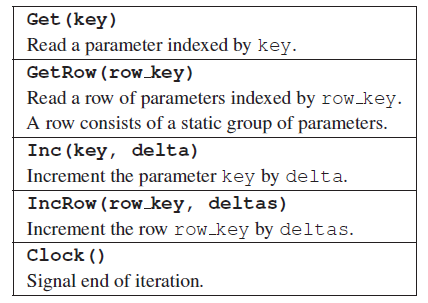 Get(key)
Read a parameter indexed by key.
GetRow(row_key)
Read a row of parameters indexed by row_key.
A row consists of a static group of parameters.
Inc(key, delta)
Increment the parameter key by delta.
IncRow(row_key, deltas)
Increment the row row_key by deltas.
Clock()
Signal end of iteration.